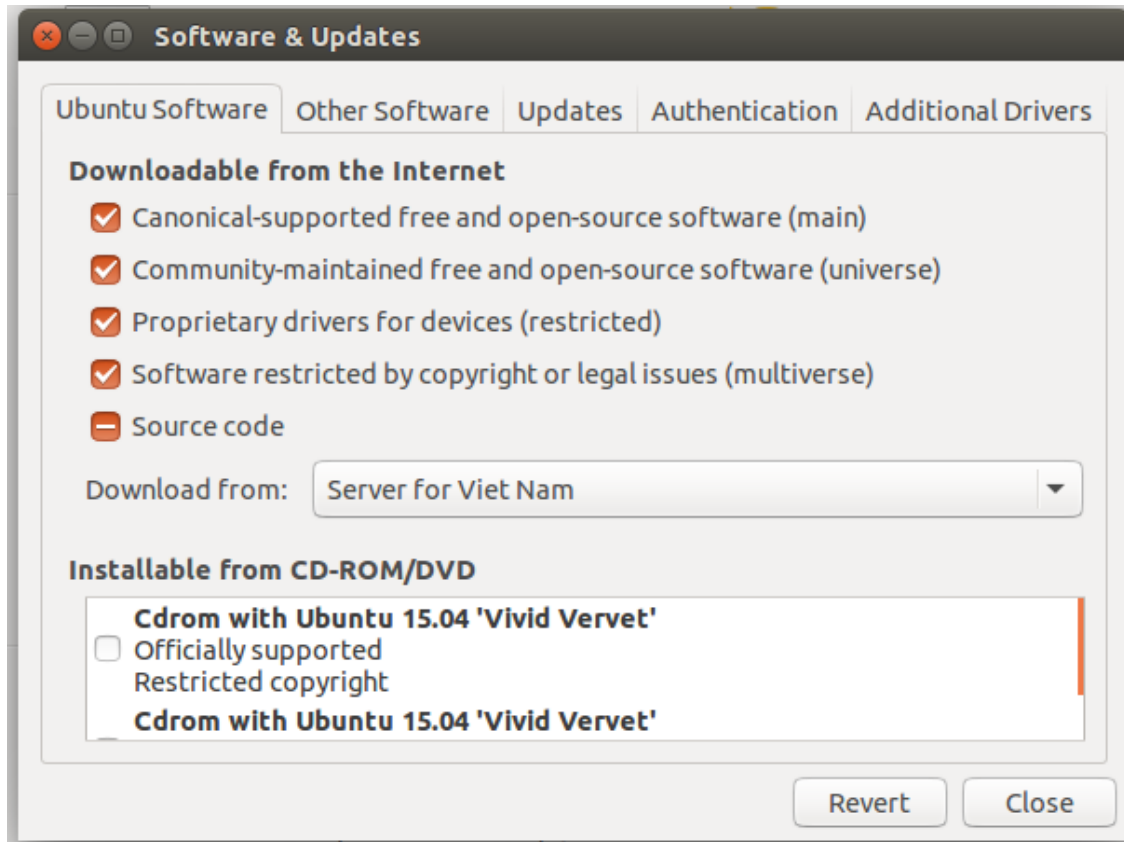 Software & Updates
Ubuntu Software Other Software Updates Authentication Additional Drivers
Downloadable from the Internet
Canonical-supported free and open-source software (main)
Community-maintained free and open-source software (universe)
Proprietary drivers for devices (restricted)
Software restricted by copyright or legal issues (multiverse)
Source code
Download from: Server for Viet Nam
Installable from CD-ROM/DVD
Cdrom with Ubuntu 15.04 'Vivid Vervet'
Officially supported
Restricted copyright
Cdrom with Ubuntu 15.04 'Vivid Vervet'
Revert Close